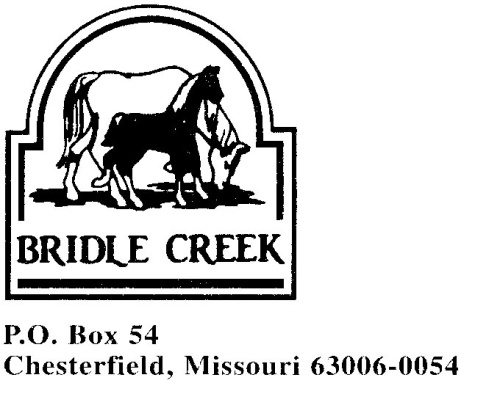 BRIDLE CREEK
P.O. Box 54
Chesterfield, Missouri 63006-0054